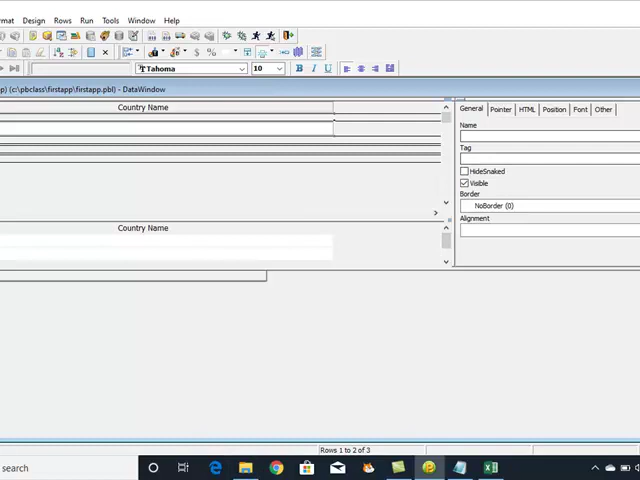 rmat Design Rows Run Tools Window Help
Tahoma 10 B I U
pp) (c:\pbclass\firstapp\firstapp.pbl) - DataWindow
Country Name
General Pointer HTML Position Font Other
Name
Tag
HideSnaked
Visible
Border
NoBorder (0)
Alignment
Country Name
Rows 1 to 2 of 3
search